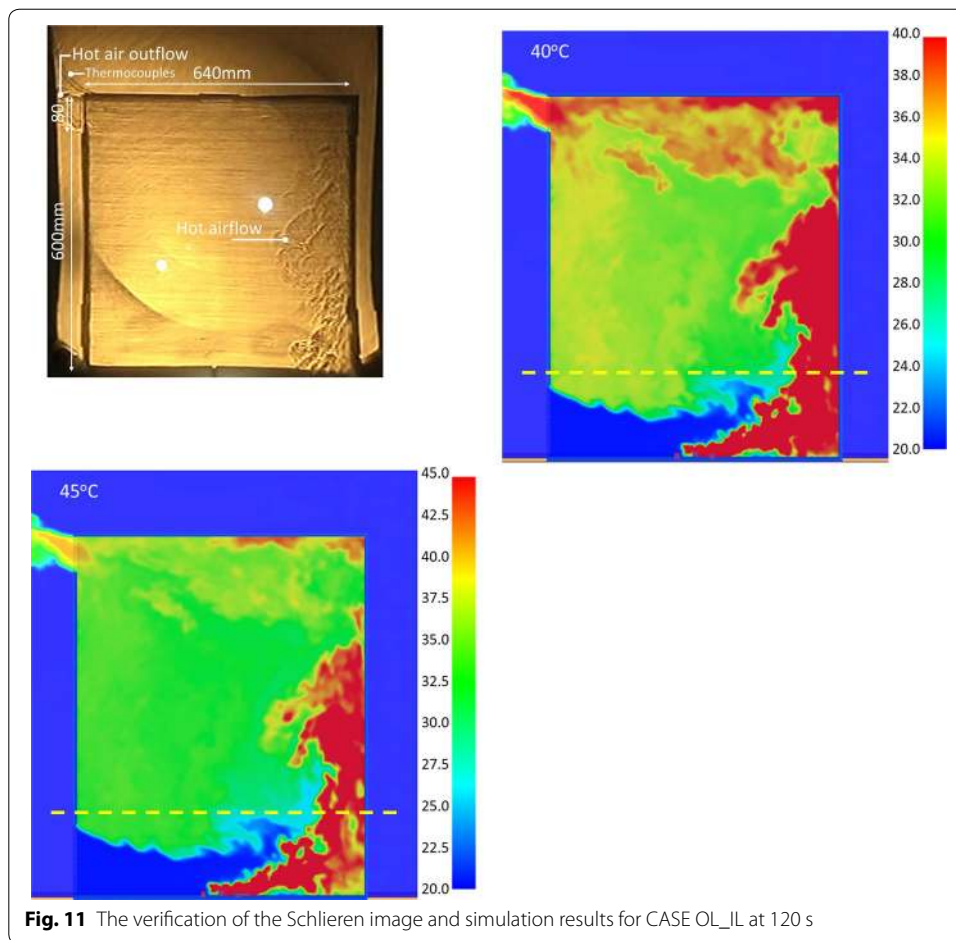 Hot air outflow
Thermocouples
640mm
80
600mm
Hot airflow
40°C
40.0
38.0
36.0
34.0
32.0
30.0
28.0
26.0
24.0
22.0
20.0
45°C
45.0
42.5
40.0
37.5
35.0
32.5
30.0
27.5
25.0
22.5
20.0
Fig. 11 The verification of the Schlieren image and simulation results for CASE OL_IL at 120 s